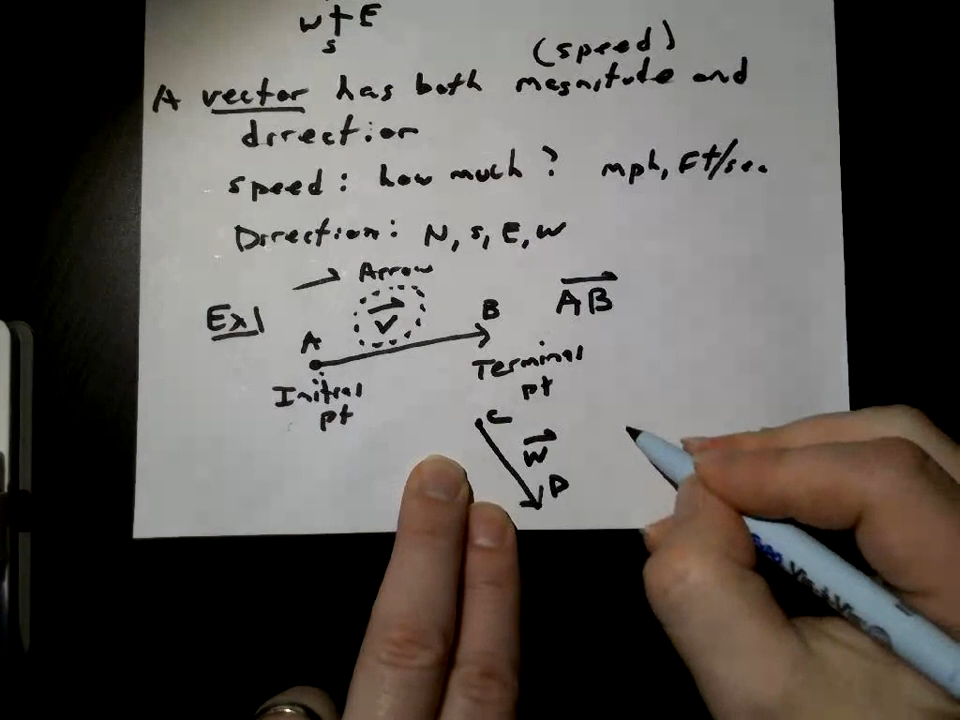 W E
S
(speed)
A vector has both magnitude and
direction
speed: how much? mph, Ft/sec
Direction: N, S, E, W
Arrow
Ex1
V
A
B
AB
Initial
pt
Terminal
pt
C
W
D